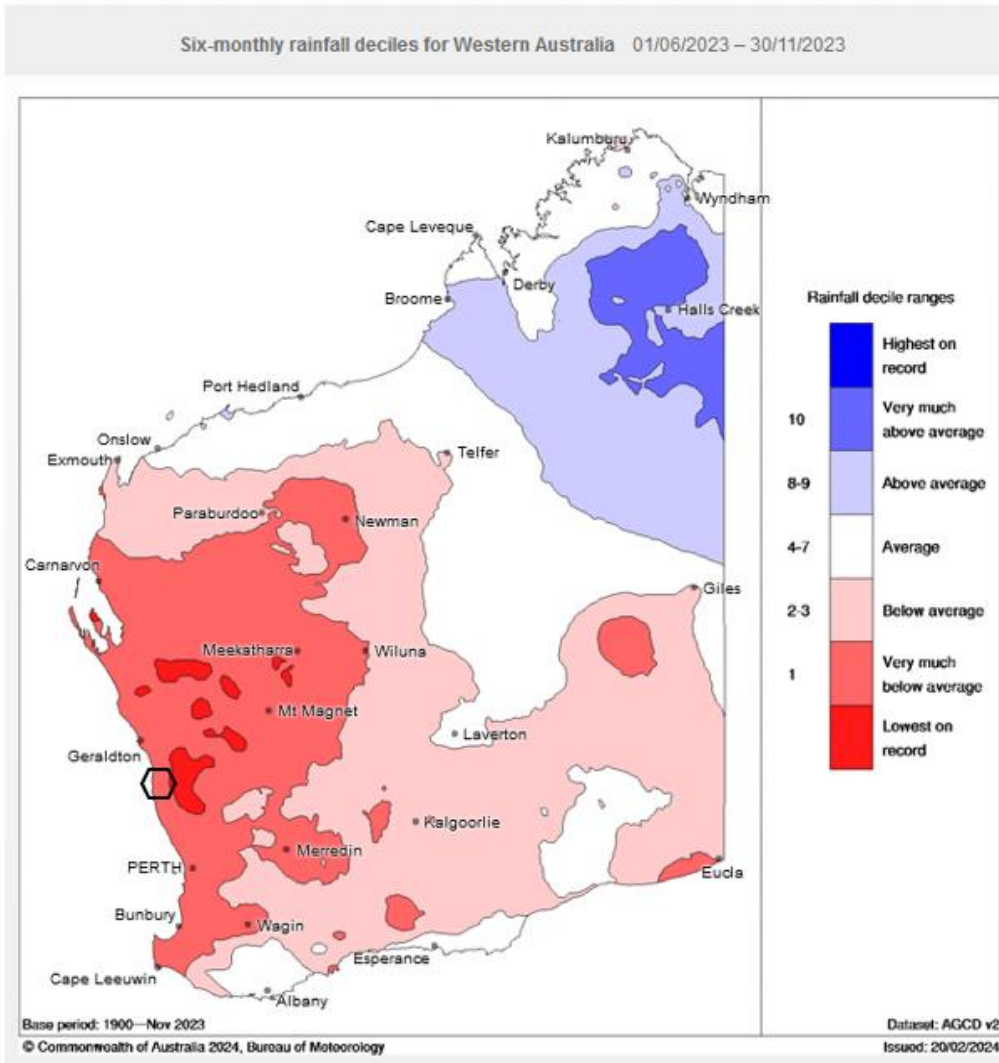 Six-monthly rainfall deciles for Western Australia 01/06/2023 – 30/11/2023
Kalumburu
Wyndham
Cape Leveque
Derby
Broome
Halls Creek
Port Hedland
Onslow
Exmouth
Telfer
Paraburdoo
Newman
Carnarvon
Giles
Meekatharra
Wiluna
Mt Magnet
Laverton
Geraldton
Kalgoorlie
Merredin
PERTH
Eucla
Bunbury
Wagin
Esperance
Cape Leeuwin
Albany
Rainfall decile ranges
Highest on
record
10
Very much
above average
8-9
Above average
4-7
Average
2-3
Below average
1
Very much
below average
Lowest on
record
Base period: 1900—Nov 2023
Dataset: AGCD v2
© Commonwealth of Australia 2024, Bureau of Meteorology
Issued: 20/02/2024